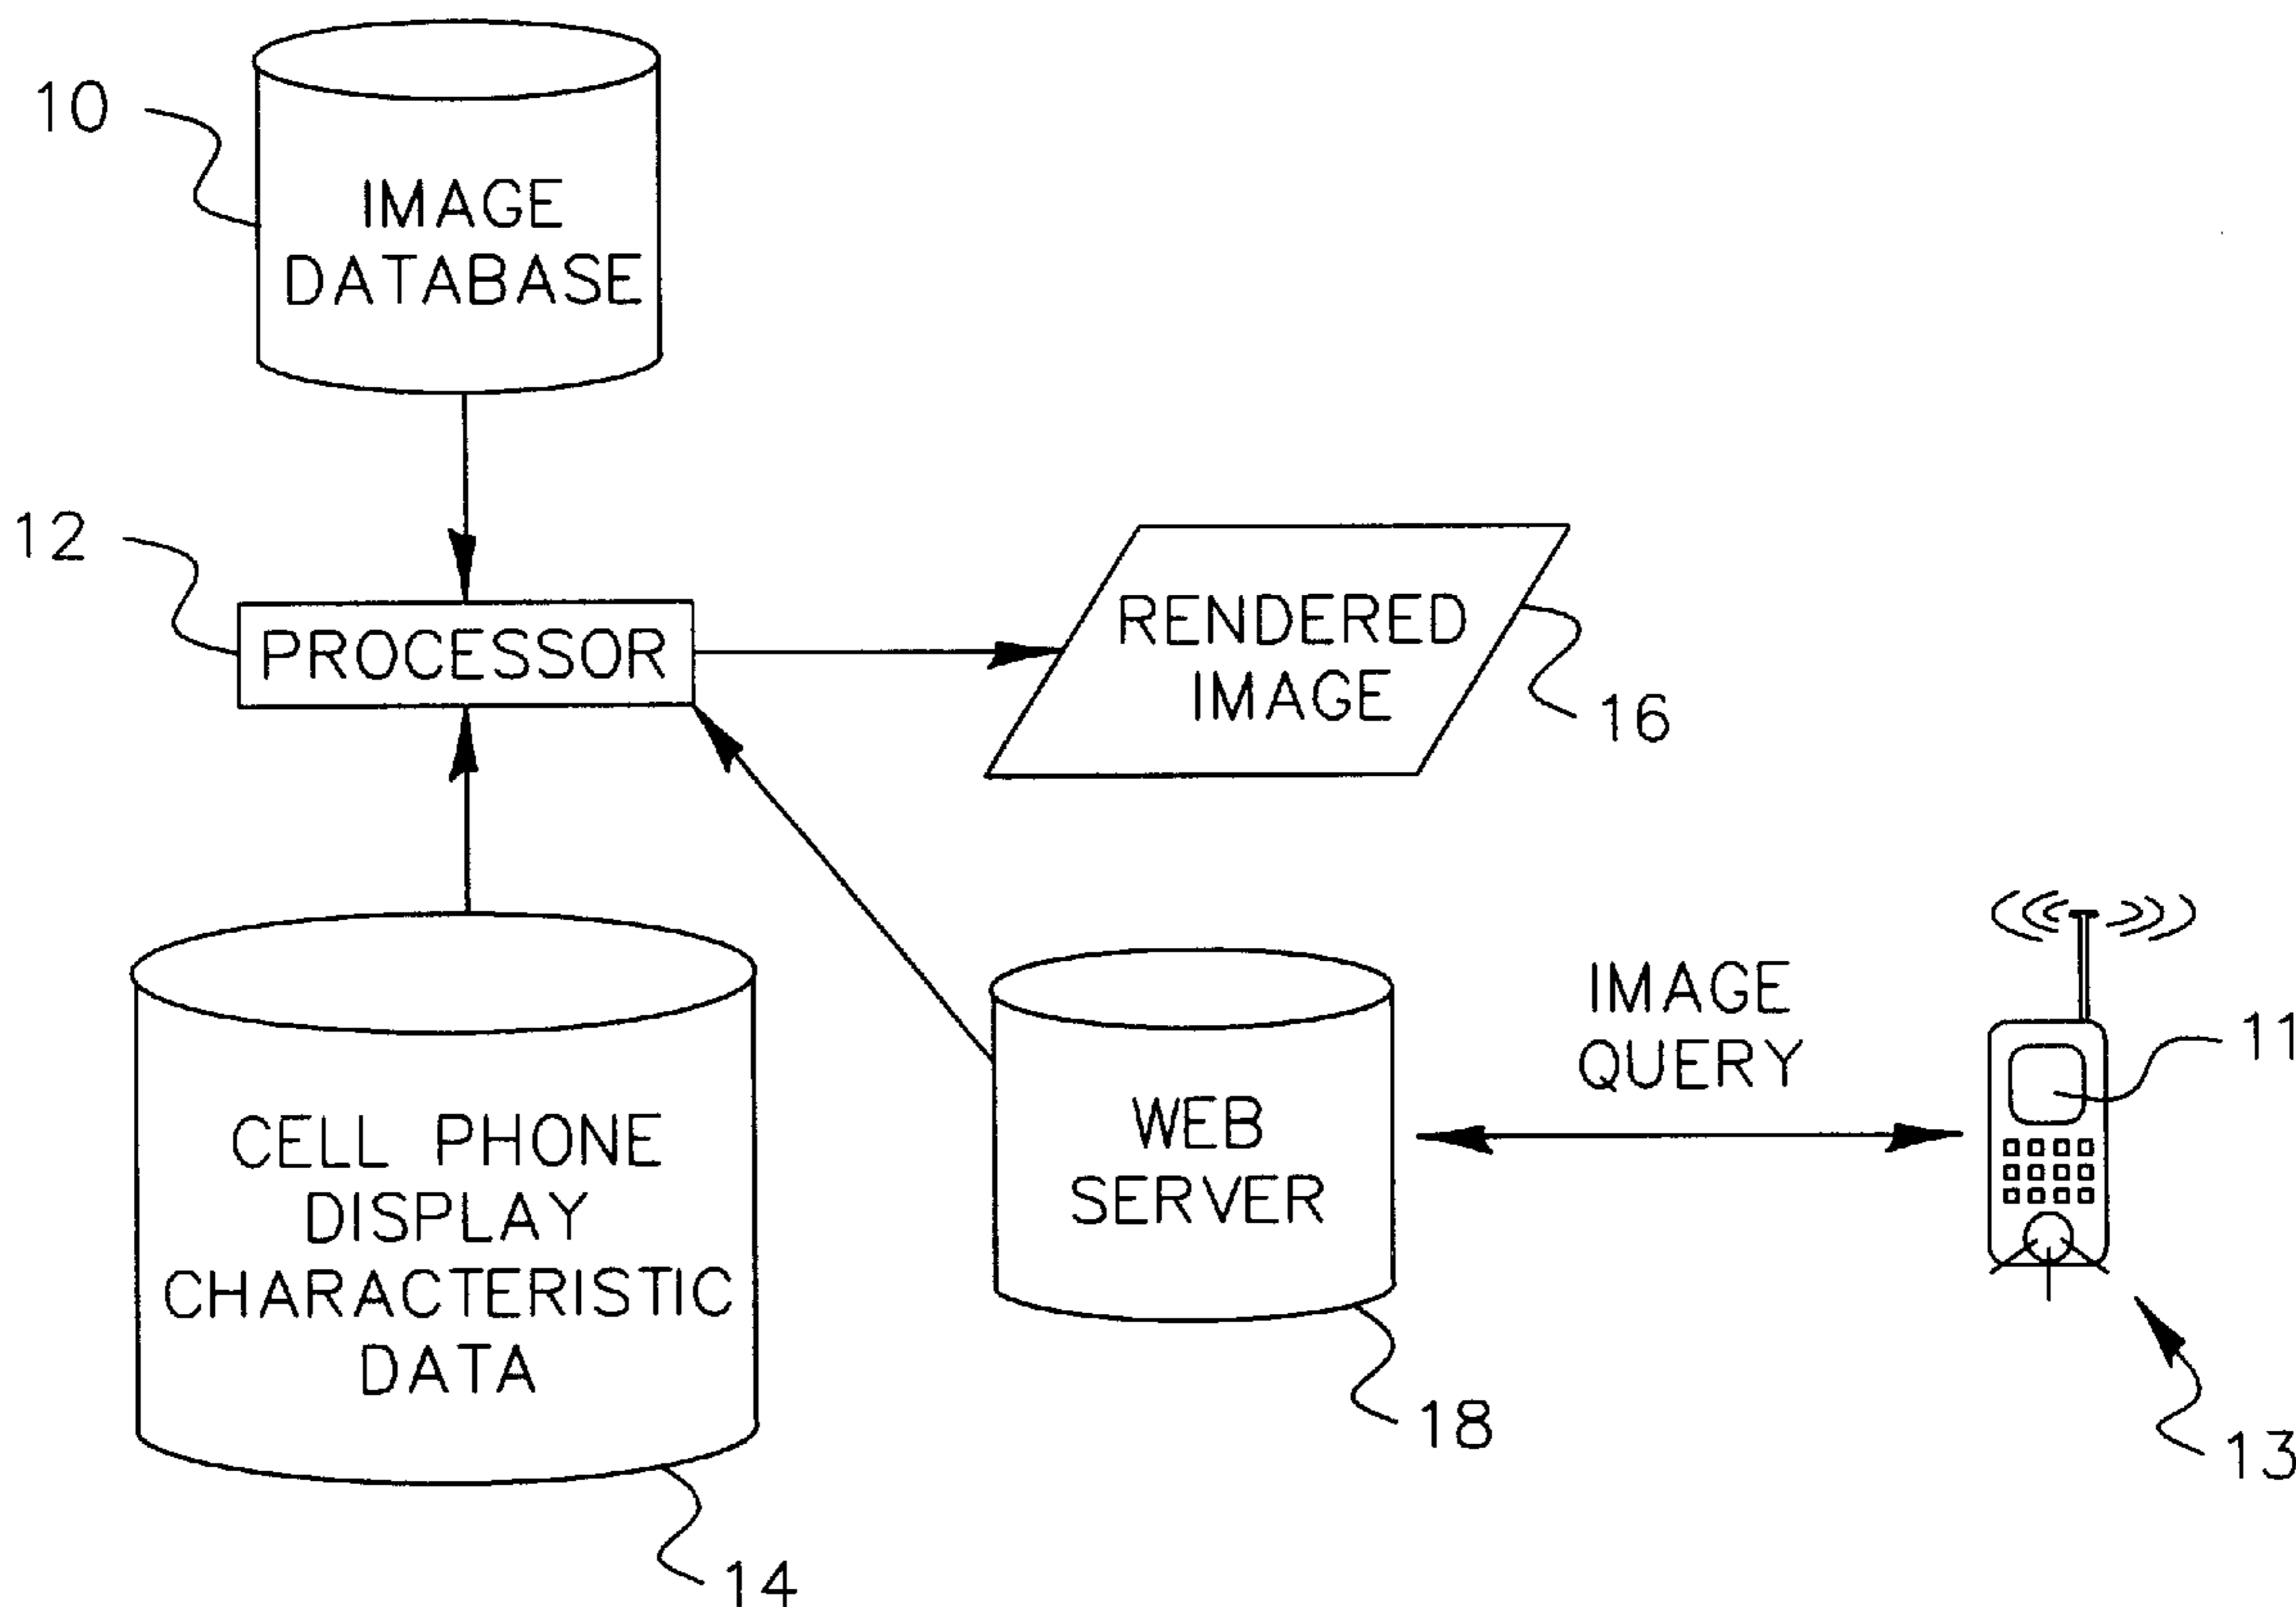 10
IMAGE
DATABASE
12
PROCESSOR
RENDERED
IMAGE
16
CELL PHONE
DISPLAY
CHARACTERISTIC
DATA
14
WEB
SERVER
18
IMAGE
QUERY
11
13